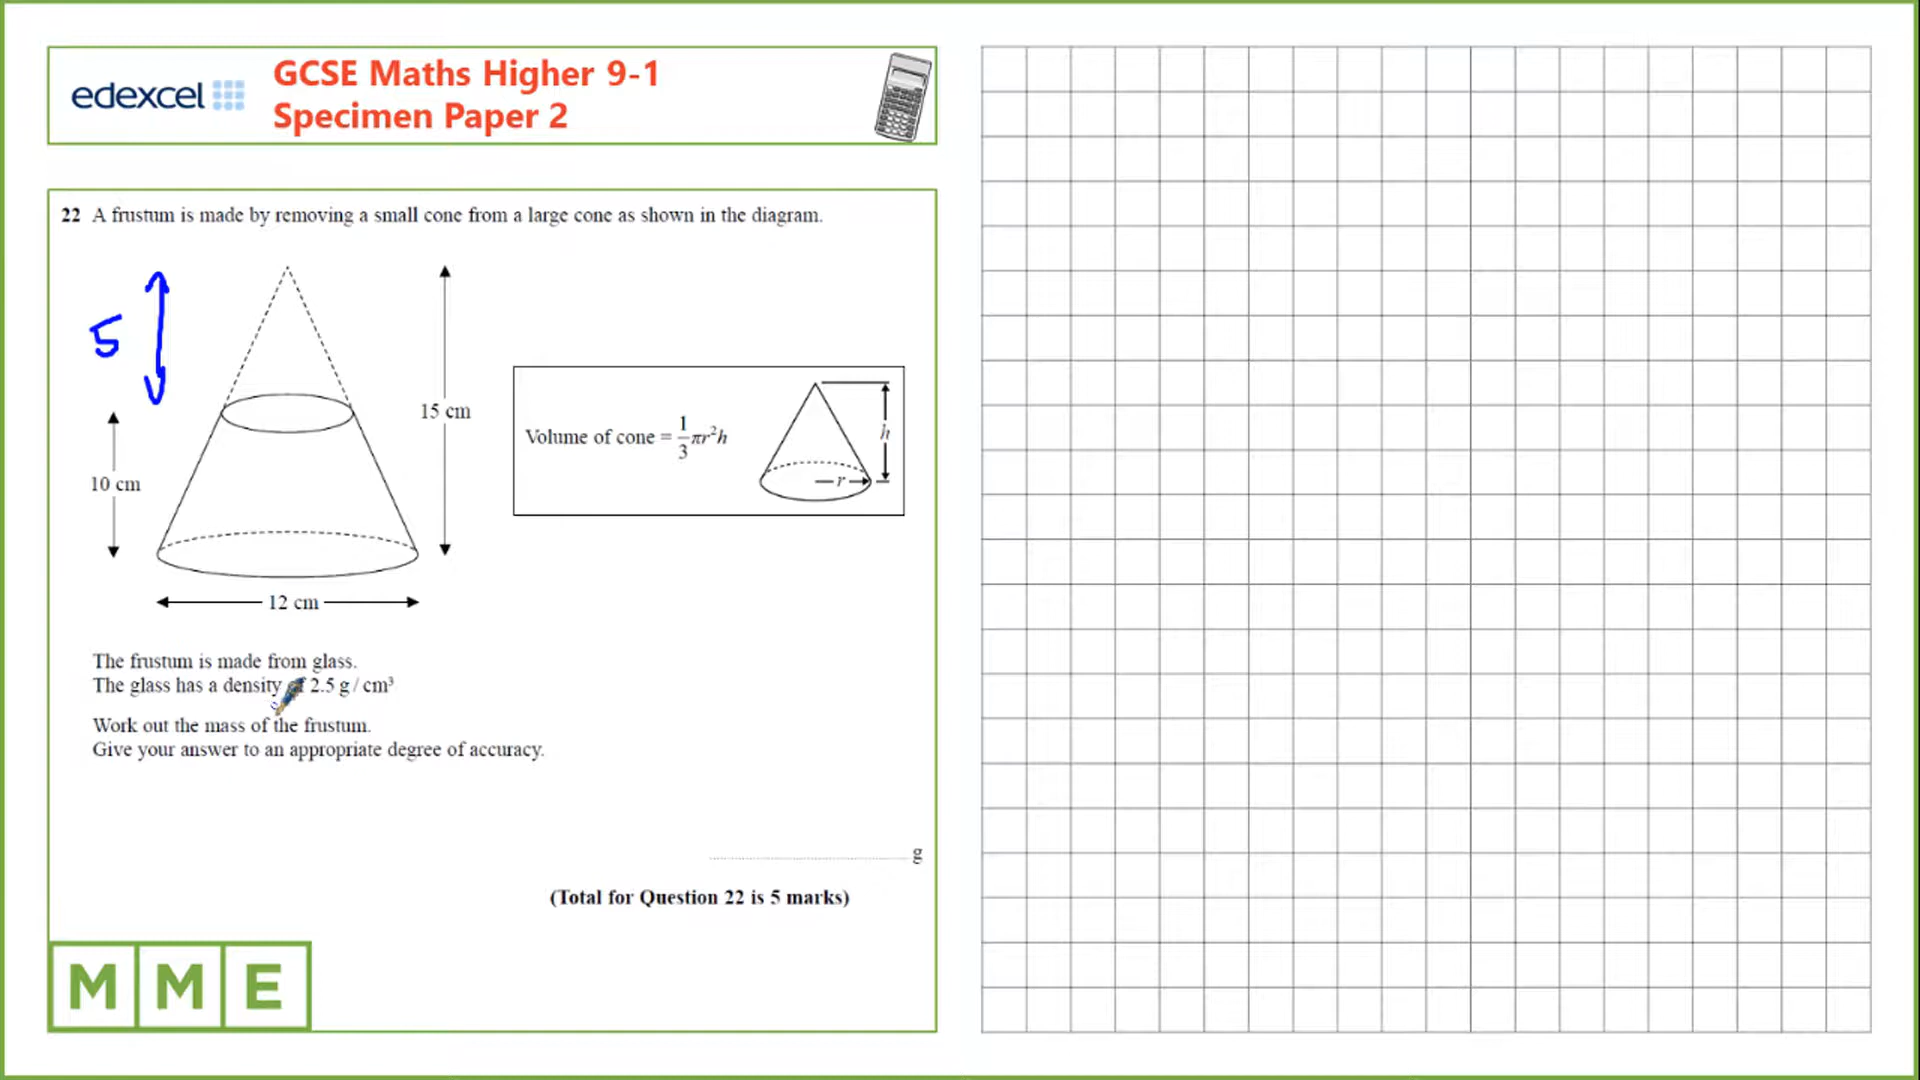 edexcel
GCSE Maths Higher 9-1
Specimen Paper 2
22 A frustum is made by removing a small cone from a large cone as shown in the diagram.
5
15 cm
10 cm
12 cm
Volume of cone = 1/3 πr²h
h
r
The frustum is made from glass.
The glass has a density 2.5 g / cm³
Work out the mass of the frustum.
Give your answer to an appropriate degree of accuracy.
g
(Total for Question 22 is 5 marks)
MME